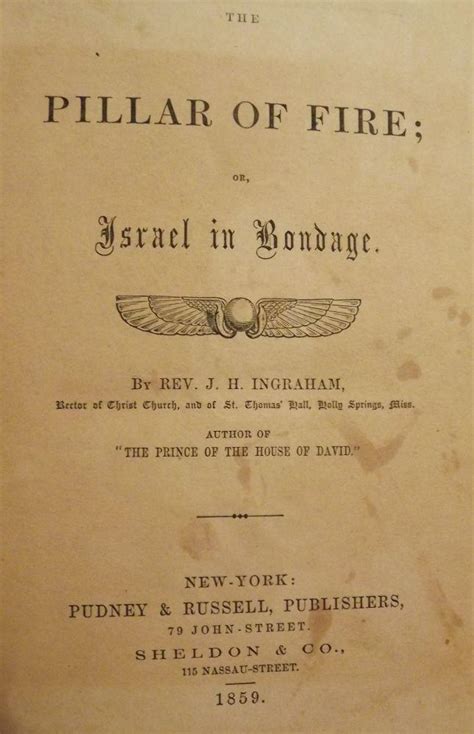 THE
PILLAR OF FIRE;
OR,
Israel in Bondage.
BY REV. J. H. INGRAHAM,
Rector of Christ Church, and of St. Thomas' Hall, Holly Springs, Miss.
AUTHOR OF
"THE PRINCE OF THE HOUSE OF DAVID."
NEW-YORK:
PUDNEY & RUSSELL, PUBLISHERS,
79 JOHN-STREET.
SHELDON & CO.,
115 NASSAU-STREET.
1859.